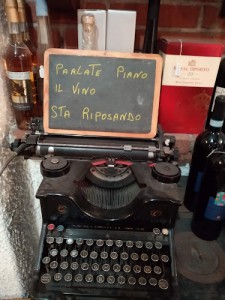 PARLATE PIANO
IL VINO
STA RIPOSANDO